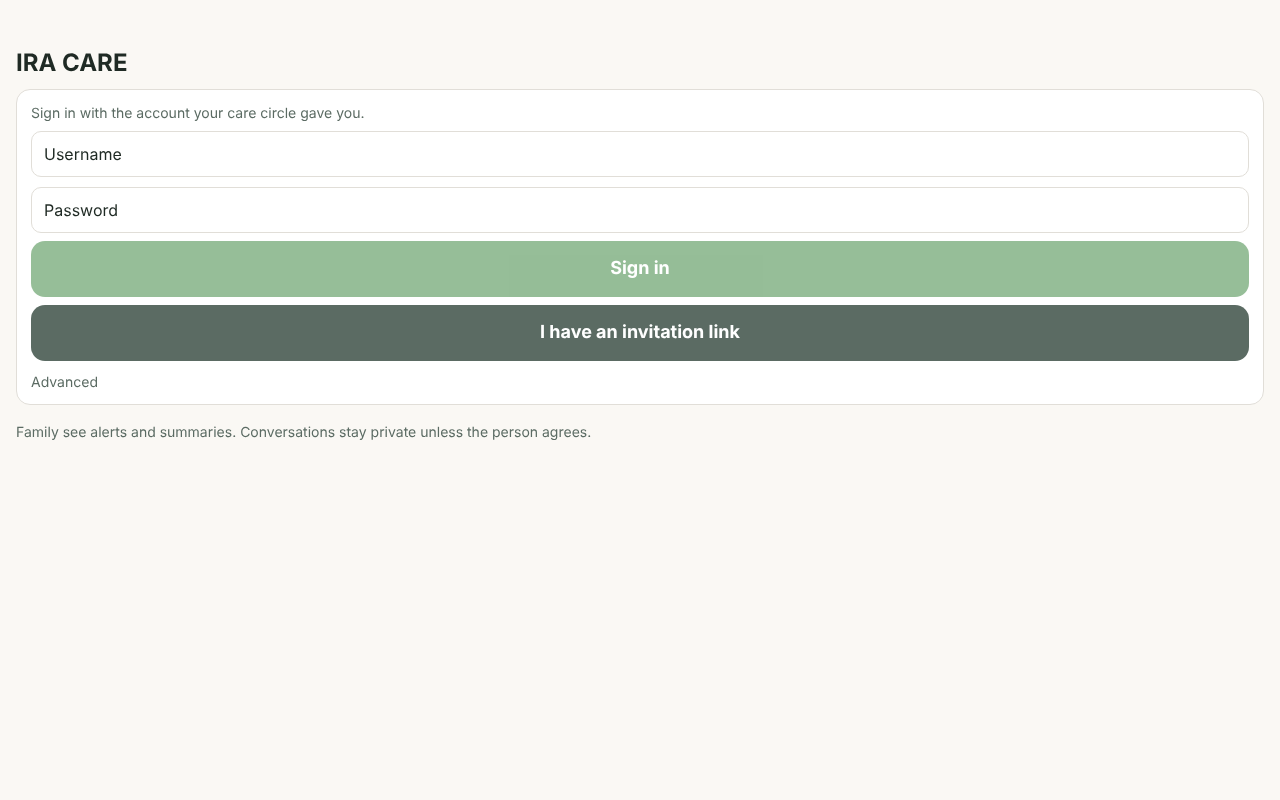 IRA CARE
Sign in with the account your care circle gave you.
Username
Password
Sign in
I have an invitation link
Advanced
Family see alerts and summaries. Conversations stay private unless the person agrees.